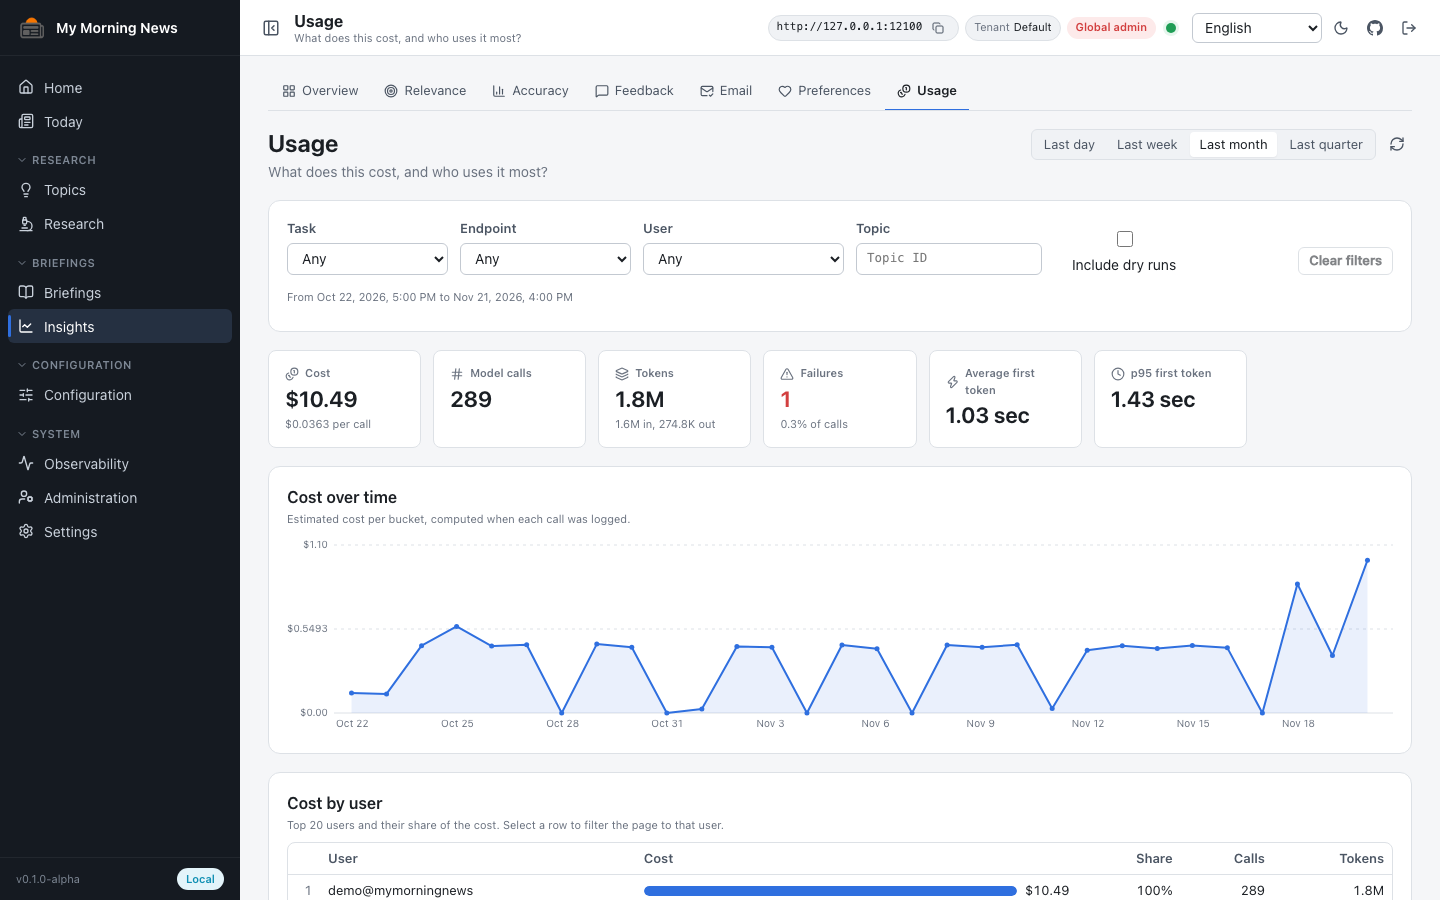 My Morning News
Usage
What does this cost, and who uses it most?
http://127.0.0.1:12100
Tenant Default
Global admin
English
Home
Today
RESEARCH
Topics
Research
BRIEFINGS
Briefings
Insights
CONFIGURATION
Configuration
SYSTEM
Observability
Administration
Settings
v0.1.0-alpha
Local
Overview
Relevance
Accuracy
Feedback
Email
Preferences
Usage
Usage
What does this cost, and who uses it most?
Last day
Last week
Last month
Last quarter
Task
Any
Endpoint
Any
User
Any
Topic
Topic ID
Include dry runs
Clear filters
From Oct 22, 2026, 5:00 PM to Nov 21, 2026, 4:00 PM
Cost
$10.49
$0.0363 per call
Model calls
289
Tokens
1.8M
1.6M in, 274.8K out
Failures
1
0.3% of calls
Average first
token
1.03 sec
p95 first token
1.43 sec
Cost over time
Estimated cost per bucket, computed when each call was logged.
$1.10
$0.5493
$0.00
Oct 22
Oct 25
Oct 28
Oct 31
Nov 3
Nov 6
Nov 9
Nov 12
Nov 15
Nov 18
Cost by user
Top 20 users and their share of the cost. Select a row to filter the page to that user.
User Cost Share Calls Tokens
1 demo@mymorningnews $10.49 100% 289 1.8M